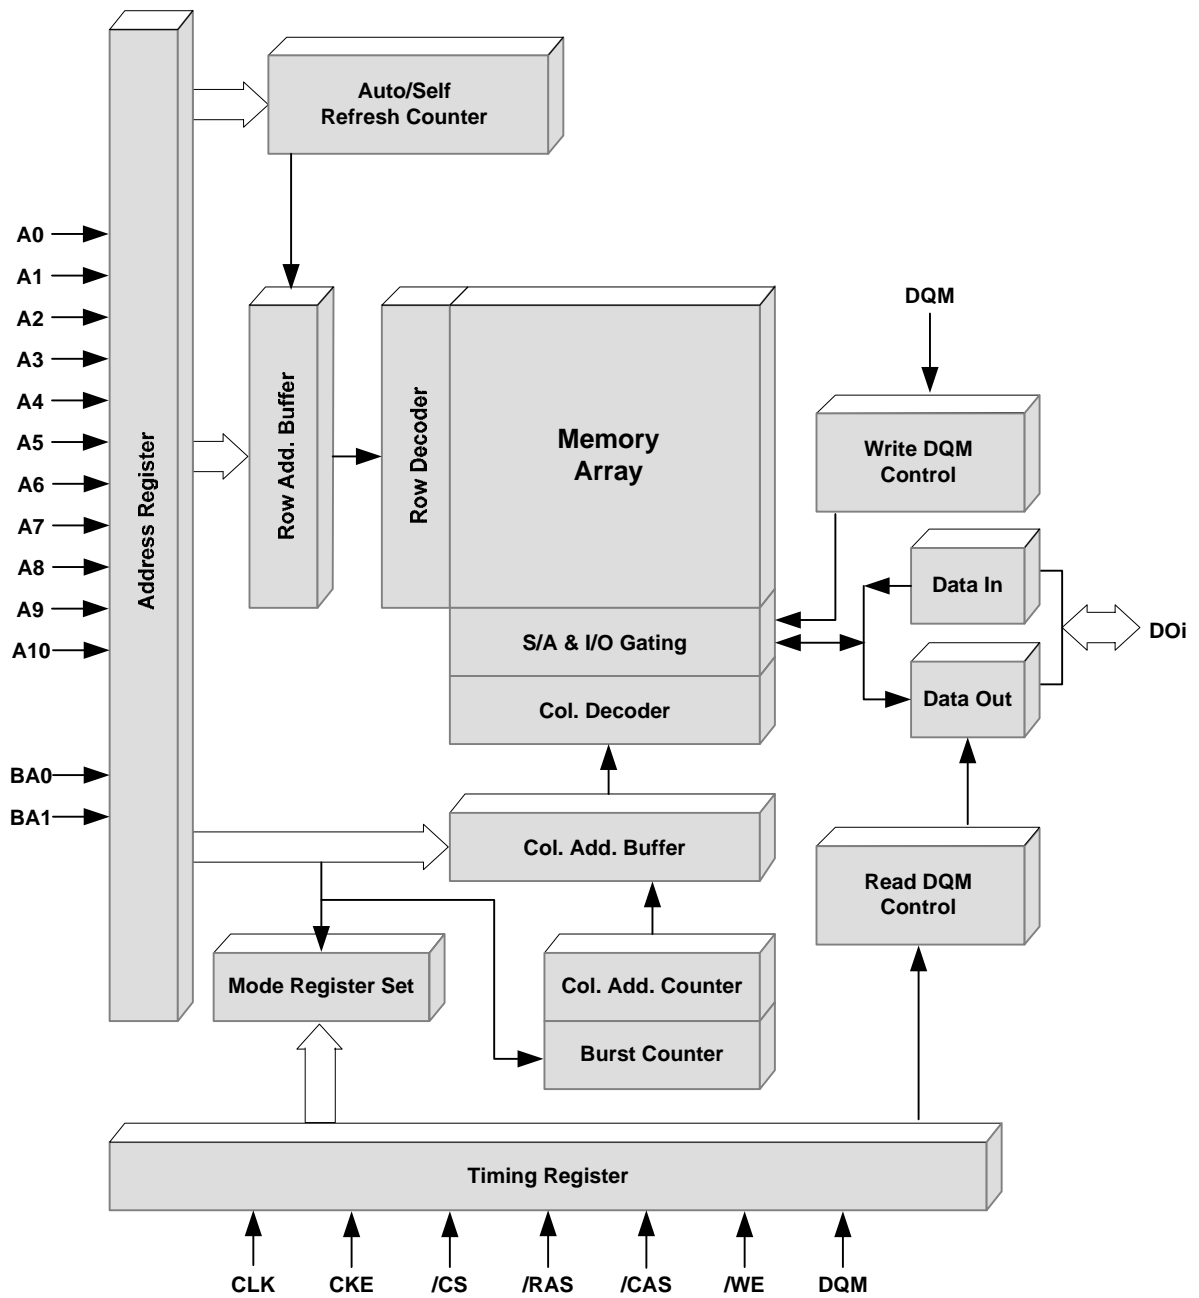 Auto/Self
Refresh Counter
A0
A1
A2
A3
A4
A5
A6
A7
A8
A9
A10
BA0
BA1
Address Register
Row Add. Buffer
Row Decoder
Memory
Array
DQM
Write DQM
Control
Data In
Data Out
DOi
S/A & I/O Gating
Col. Decoder
Col. Add. Buffer
Read DQM
Control
Mode Register Set
Col. Add. Counter
Burst Counter
Timing Register
CLK
CKE
/CS
/RAS
/CAS
/WE
DQM